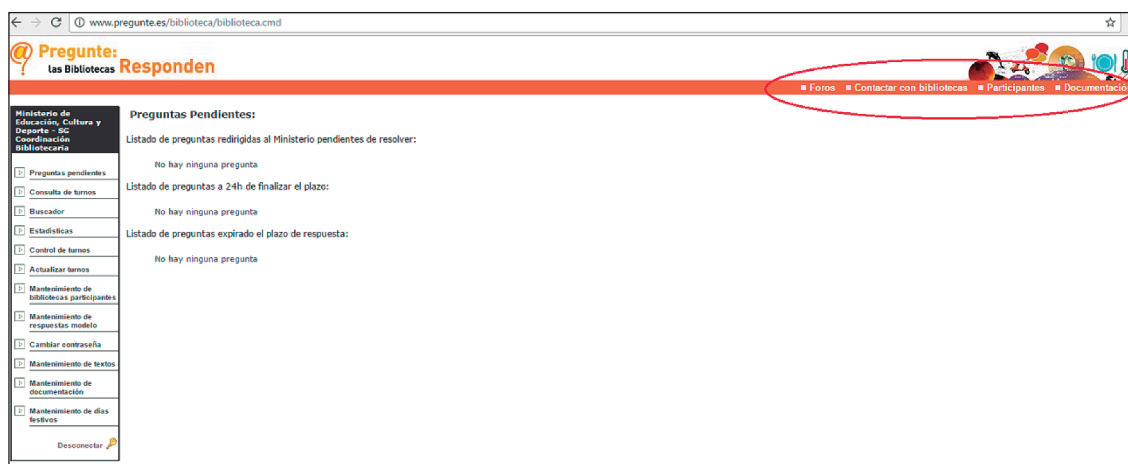 www.pregunte.es/biblioteca/biblioteca.cmd
Pregunte:
las Bibliotecas Responden
Foros Contactar con bibliotecas Participantes Documentació
Ministerio de
Educación, Cultura y
Deporte - SG
Coordinación
Bibliotecaria
Preguntas pendientes
Consulta de turnos
Buscador
Estadísticas
Control de turnos
Actualizar turnos
Mantenimiento de
bibliotecas participantes
Mantenimiento de
respuestas modelo
Cambiar contraseña
Mantenimiento de textos
Mantenimiento de
documentación
Mantenimiento de días
festivos
Desconectar
Preguntas Pendientes:
Listado de preguntas redirigidas al Ministerio pendientes de resolver:
No hay ninguna pregunta
Listado de preguntas a 24h de finalizar el plazo:
No hay ninguna pregunta
Listado de preguntas expirado el plazo de respuesta:
No hay ninguna pregunta